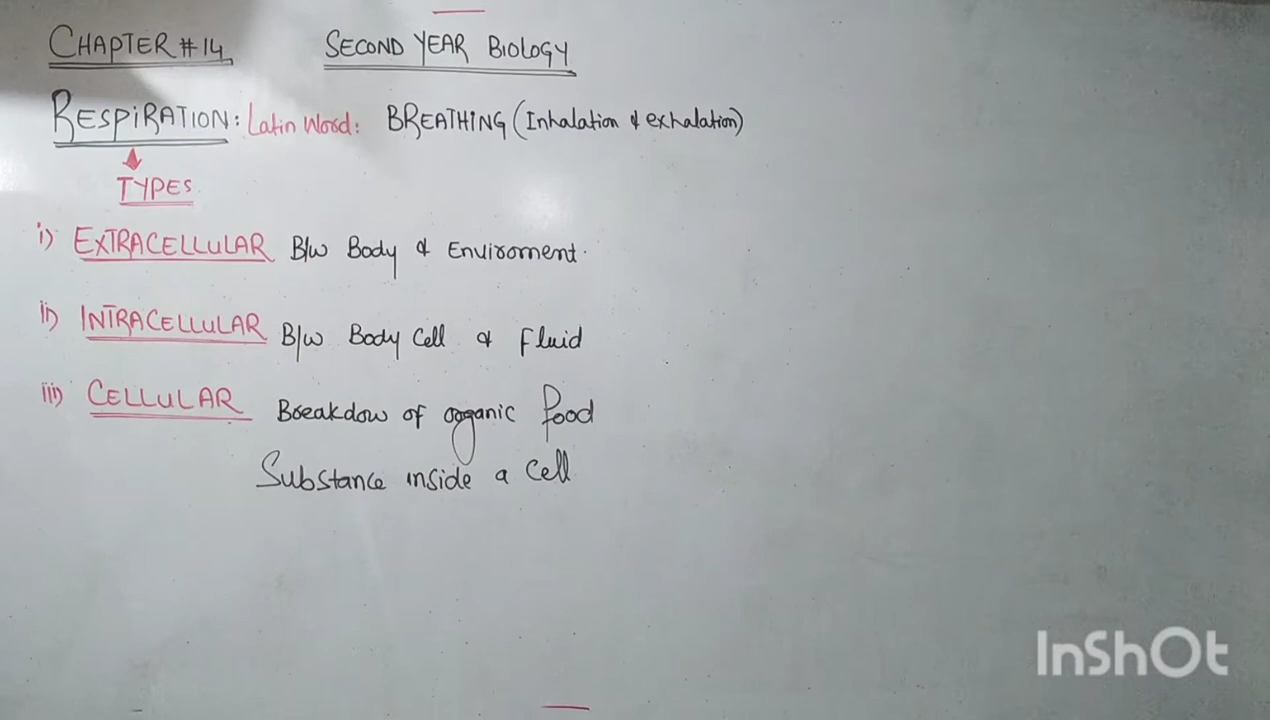 CHAPTER # 14 SECOND YEAR BIOLOGY
RESPIRATION: Latin Word: BREATHING (Inhalation & exhalation)
TYPES
i) EXTRACELLULAR B/w Body & Enviroment.
ii) INTRACELLULAR B/w Body Cell & Fluid
iii) CELLULAR Breakdow of organic food
Substance inside a Cell
InShOt